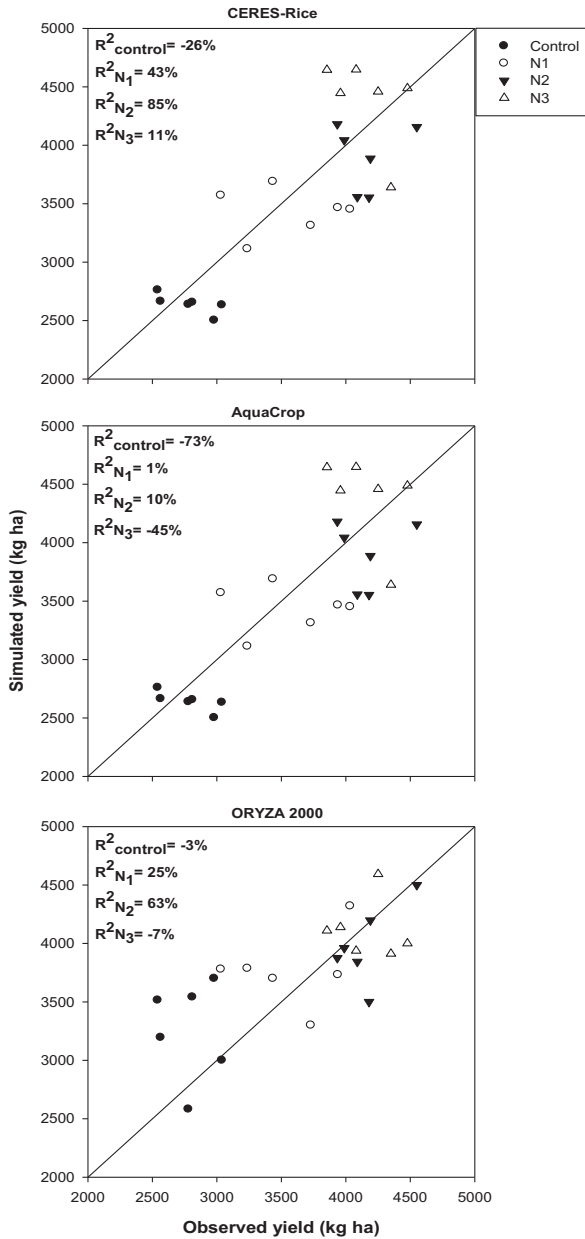 CERES-Rice
R²control= -26%
R²N1= 43%
R²N2= 85%
R²N3= 11%
Control
N1
N2
N3
5000
4500
4000
3500
3000
2500
2000
AquaCrop
R²control= -73%
R²N1= 1%
R²N2= 10%
R²N3= -45%
5000
4500
4000
3500
3000
2500
2000
Simulated yield (kg ha)
ORYZA 2000
R²control= -3%
R²N1= 25%
R²N2= 63%
R²N3= -7%
5000
4500
4000
3500
3000
2500
2000
2000 2500 3000 3500 4000 4500 5000
Observed yield (kg ha)